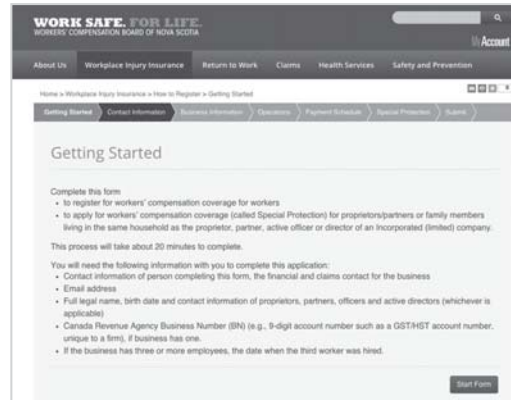 WORK SAFE. FOR LIFE.
WORKERS' COMPENSATION BOARD OF NOVA SCOTIA
MyAccount
About Us Workplace Injury Insurance Return to Work Claims Health Services Safety and Prevention
Home > Workplace Injury Insurance > How to Register > Getting Started
Getting Started Contact Information Business Information Operations Payment Schedule Special Protection Submit
Getting Started
Complete this form
• to register for workers' compensation coverage for workers
• to apply for workers' compensation coverage (called Special Protection) for proprietors/partners or family members
living in the same household as the proprietor, partner, active officer or director of an Incorporated (limited) company.
This process will take about 20 minutes to complete.
You will need the following information with you to complete this application:
• Contact information of person completing this form, the financial and claims contact for the business
• Email address
• Full legal name, birth date and contact information of proprietors, partners, officers and active directors (whichever is
applicable)
• Canada Revenue Agency Business Number (BN) (e.g., 9-digit account number such as a GST/HST account number,
unique to a firm), if business has one.
• If the business has three or more employees, the date when the third worker was hired.
Start Form